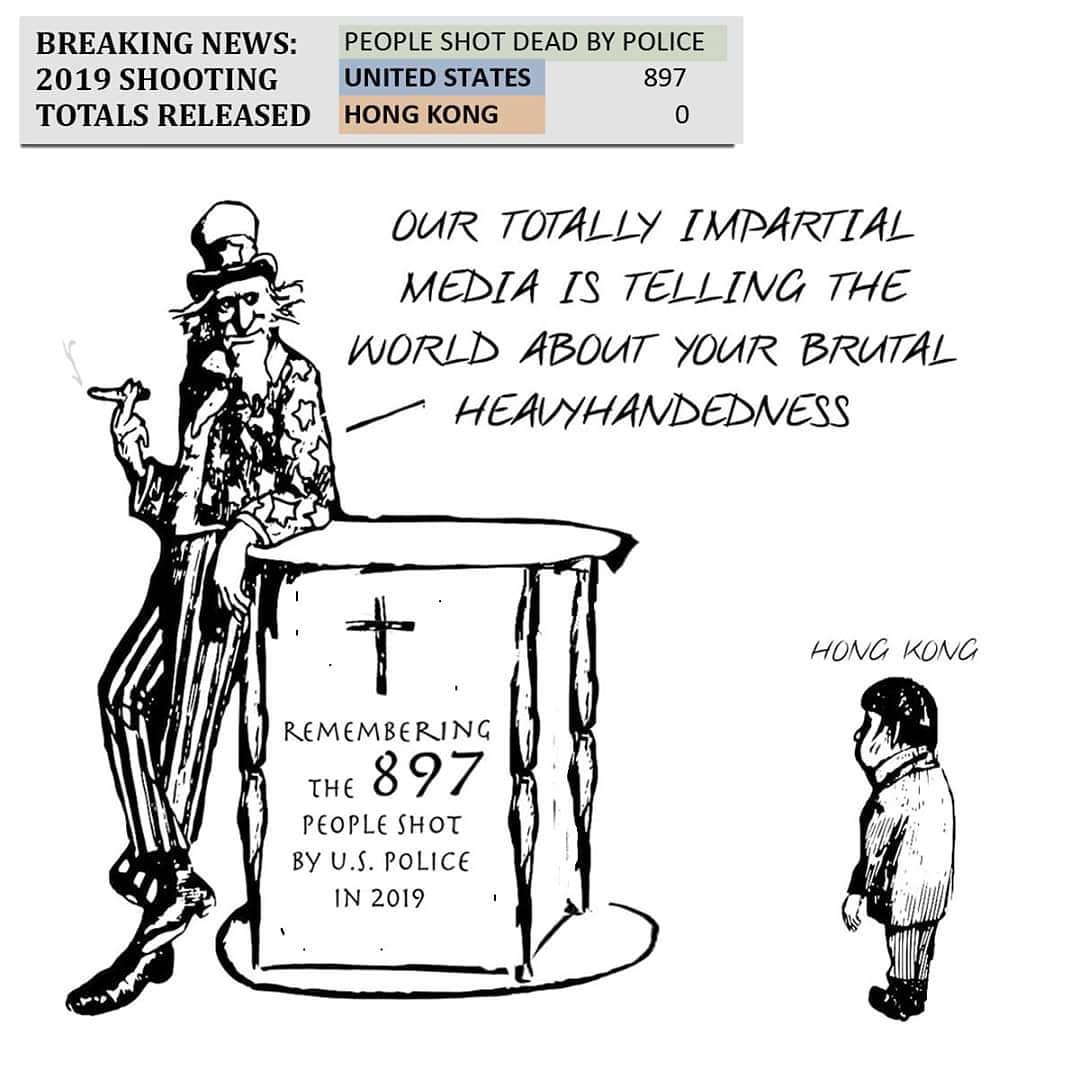 BREAKING NEWS:
2019 SHOOTING
TOTALS RELEASED
PEOPLE SHOT DEAD BY POLICE
UNITED STATES 897
HONG KONG 0
OUR TOTALLY IMPARTIAL
MEDIA IS TELLING THE
WORLD ABOUT YOUR BRUTAL
HEAVYHANDEDNESS
HONG KONG
REMEMBERING
THE 897
PEOPLE SHOT
BY U.S. POLICE
IN 2019